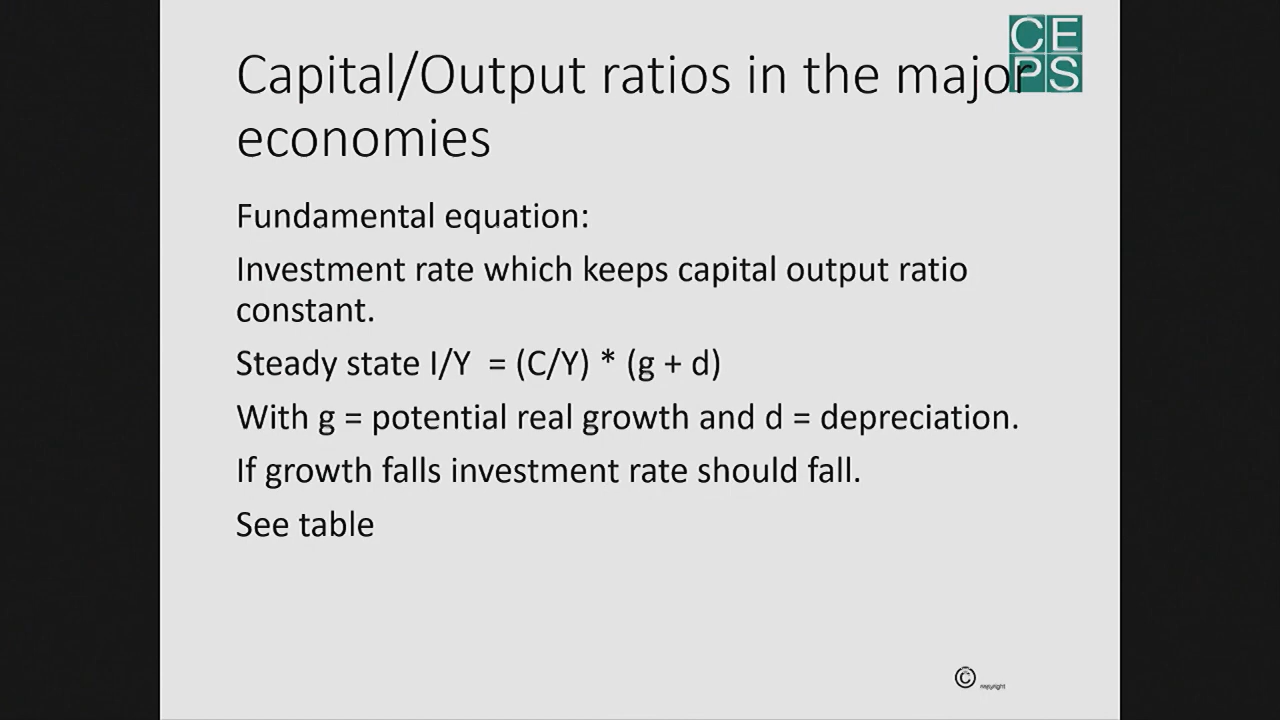 Capital/Output ratios in the major
economies
CE
PS
Fundamental equation:
Investment rate which keeps capital output ratio
constant.
Steady state I/Y  = (C/Y) * (g + d)
With g = potential real growth and d = depreciation.
If growth falls investment rate should fall.
See table
© copyright